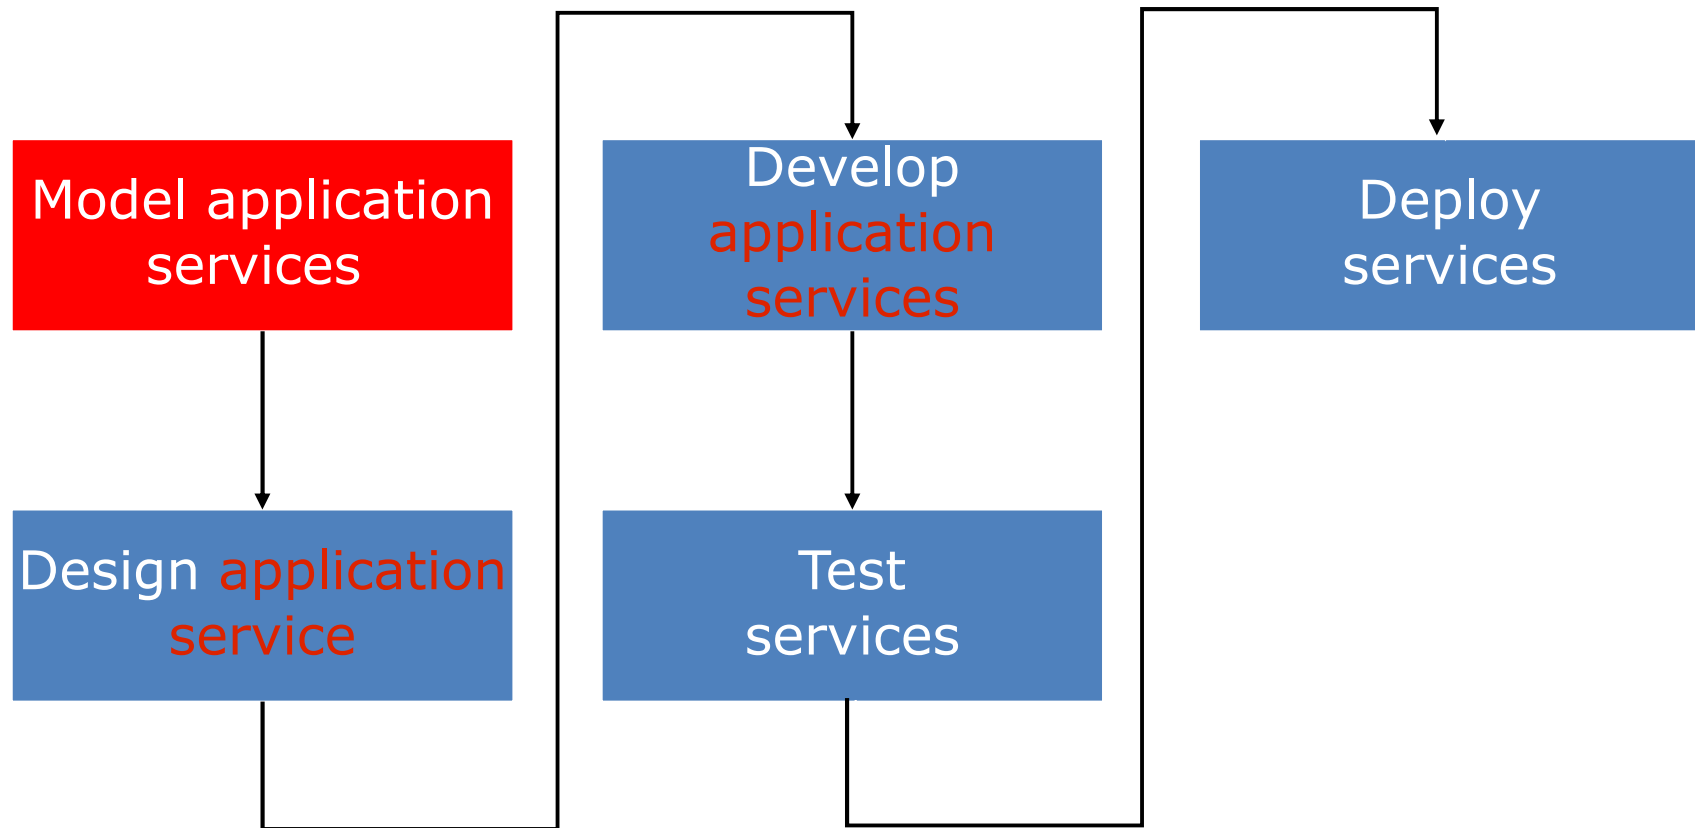 Model application
services
Design application
service
Develop
application
services
Test
services
Deploy
services